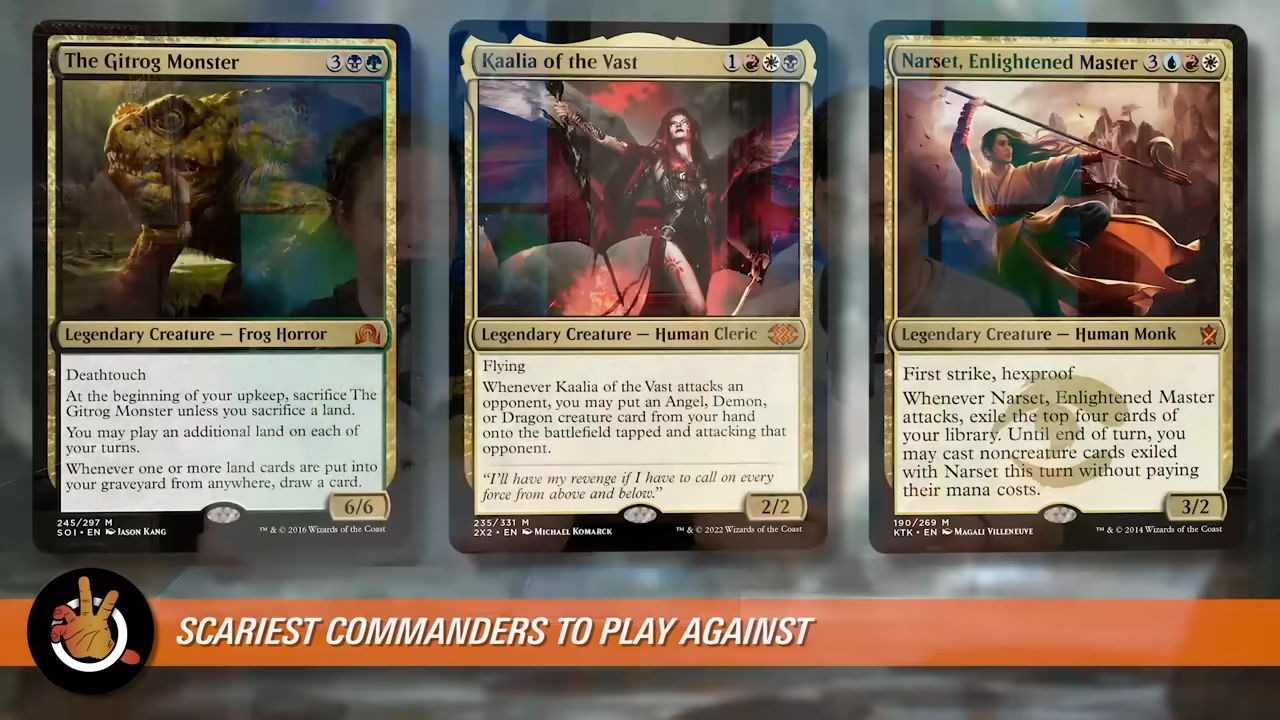 The Gitrog Monster 3
Legendary Creature — Frog Horror
Deathtouch
At the beginning of your upkeep, sacrifice The
Gitrog Monster unless you sacrifice a land.
You may play an additional land on each of
your turns.
Whenever one or more land cards are put into
your graveyard from anywhere, draw a card.
6/6
245/297 M
SOI • EN JASON KANG
™ & © 2016 Wizards of the Coast
Kaalia of the Vast 1
Legendary Creature — Human Cleric
Flying
Whenever Kaalia of the Vast attacks an
opponent, you may put an Angel, Demon,
or Dragon creature card from your hand
onto the battlefield tapped and attacking that
opponent.
"I'll have my revenge if I have to call on every
force from above and below."
2/2
235/331 M
2X2 • EN MICHAEL KOMARCK
™ & © 2022 Wizards of the Coast
Narset, Enlightened Master 3
Legendary Creature — Human Monk
First strike, hexproof
Whenever Narset, Enlightened Master
attacks, exile the top four cards of
your library. Until end of turn, you
may cast noncreature cards exiled
with Narset this turn without paying
their mana costs.
3/2
190/269 M
KTK • EN MAGALI VILLENEUVE
™ & © 2014 Wizards of the Coast
SCARIEST COMMANDERS TO PLAY AGAINST